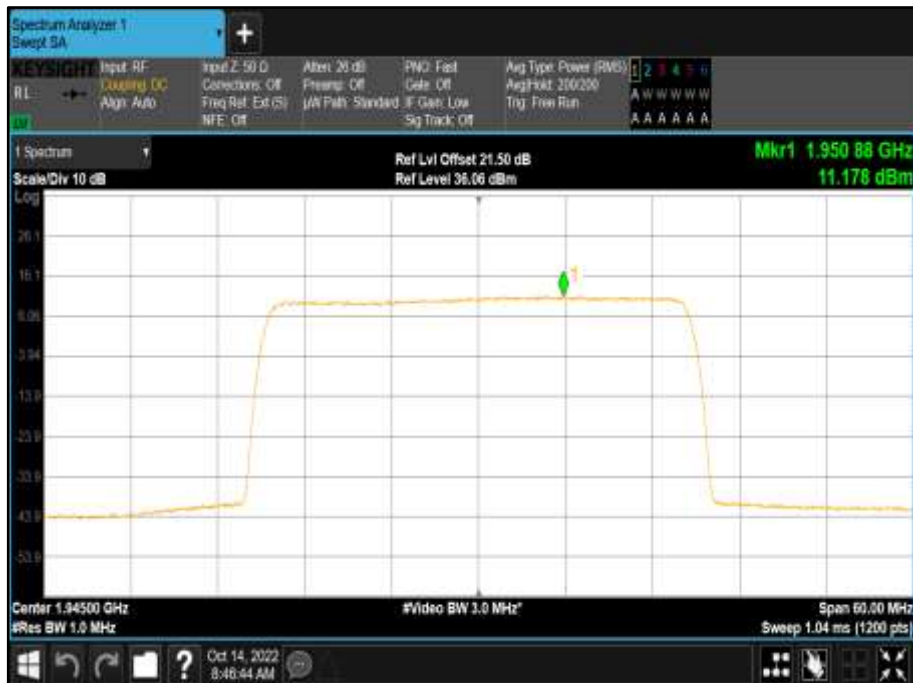 Spectrum Analyzer 1
Swept SA
+
KEYSIGHT
RL
Input: RF
Coupling: DC
Align: Auto
Input Z: 50 Ω
Corrections: Off
Freq Ref: Ext (S)
NFE: Off
Atten: 26 dB
Preamp: Off
µW Path: Standard
PNO: Fast
Gate: Off
IF Gain: Low
Sig Track: Off
Avg Type: Power (RMS)
Avg|Hold: 200/200
Trig: Free Run
1 2 3 4 5 6
A W W W W W
A A A A A A
1 Spectrum
Scale/Div 10 dB
Ref Lvl Offset 21.50 dB
Ref Level 36.06 dBm
Mkr1 1.950 88 GHz
11.178 dBm
Log
26.1
16.1
6.06
-3.94
-13.9
-23.9
-33.9
-43.9
-53.9
1
Center 1.94500 GHz
#Res BW 1.0 MHz
#Video BW 3.0 MHz*
Span 60.00 MHz
Sweep 1.04 ms (1200 pts)
?
Oct 14, 2022
8:46:44 AM